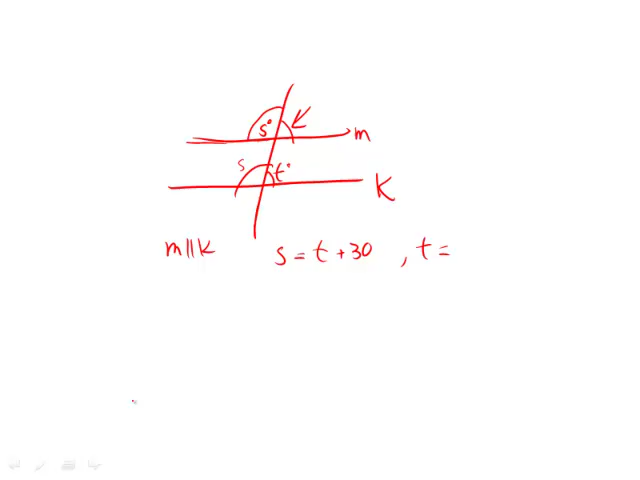 s°
m
s
t°
K
m||k s = t + 30 , t =